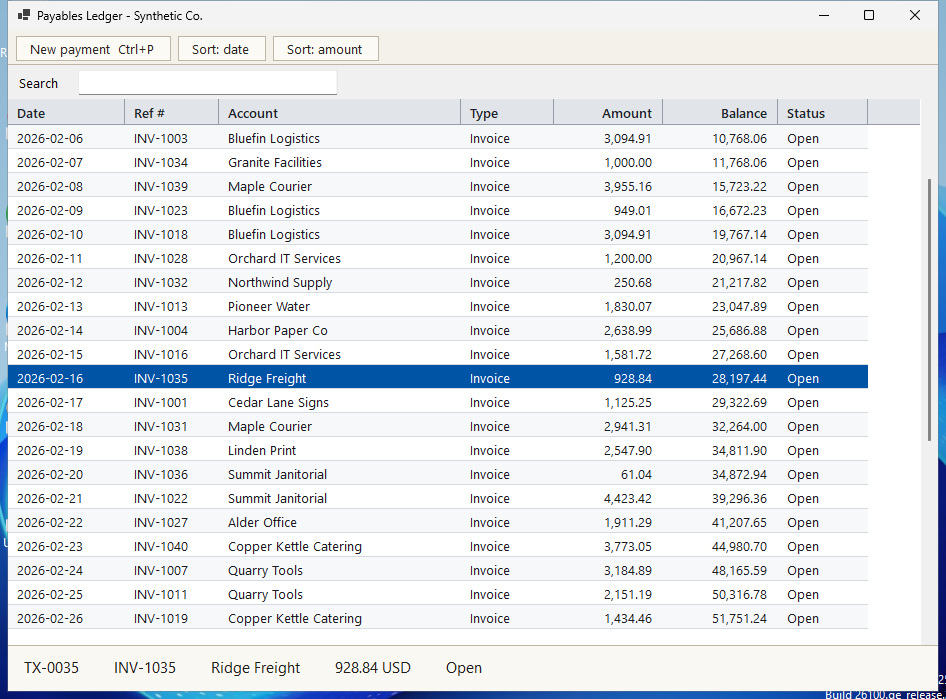 Payables Ledger - Synthetic Co.
New payment Ctrl+P Sort: date Sort: amount
Search
Date Ref # Account Type Amount Balance Status
2026-02-06 INV-1003 Bluefin Logistics Invoice 3,094.91 10,768.06 Open
2026-02-07 INV-1034 Granite Facilities Invoice 1,000.00 11,768.06 Open
2026-02-08 INV-1039 Maple Courier Invoice 3,955.16 15,723.22 Open
2026-02-09 INV-1023 Bluefin Logistics Invoice 949.01 16,672.23 Open
2026-02-10 INV-1018 Bluefin Logistics Invoice 3,094.91 19,767.14 Open
2026-02-11 INV-1028 Orchard IT Services Invoice 1,200.00 20,967.14 Open
2026-02-12 INV-1032 Northwind Supply Invoice 250.68 21,217.82 Open
2026-02-13 INV-1013 Pioneer Water Invoice 1,830.07 23,047.89 Open
2026-02-14 INV-1004 Harbor Paper Co Invoice 2,638.99 25,686.88 Open
2026-02-15 INV-1016 Orchard IT Services Invoice 1,581.72 27,268.60 Open
2026-02-16 INV-1035 Ridge Freight Invoice 928.84 28,197.44 Open
2026-02-17 INV-1001 Cedar Lane Signs Invoice 1,125.25 29,322.69 Open
2026-02-18 INV-1031 Maple Courier Invoice 2,941.31 32,264.00 Open
2026-02-19 INV-1038 Linden Print Invoice 2,547.90 34,811.90 Open
2026-02-20 INV-1036 Summit Janitorial Invoice 61.04 34,872.94 Open
2026-02-21 INV-1022 Summit Janitorial Invoice 4,423.42 39,296.36 Open
2026-02-22 INV-1027 Alder Office Invoice 1,911.29 41,207.65 Open
2026-02-23 INV-1040 Copper Kettle Catering Invoice 3,773.05 44,980.70 Open
2026-02-24 INV-1007 Quarry Tools Invoice 3,184.89 48,165.59 Open
2026-02-25 INV-1011 Quarry Tools Invoice 2,151.19 50,316.78 Open
2026-02-26 INV-1019 Copper Kettle Catering Invoice 1,434.46 51,751.24 Open
TX-0035 INV-1035 Ridge Freight 928.84 USD Open
Build 26100.ge_release.